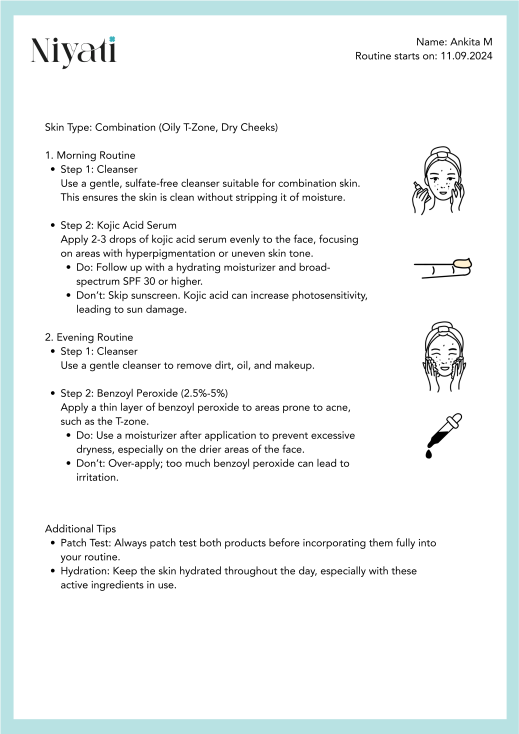 Niyati
Name: Ankita M
Routine starts on: 11.09.2024
Skin Type: Combination (Oily T-Zone, Dry Cheeks)
1. Morning Routine
• Step 1: Cleanser
Use a gentle, sulfate-free cleanser suitable for combination skin.
This ensures the skin is clean without stripping it of moisture.
• Step 2: Kojic Acid Serum
Apply 2-3 drops of kojic acid serum evenly to the face, focusing
on areas with hyperpigmentation or uneven skin tone.
• Do: Follow up with a hydrating moisturizer and broad-
spectrum SPF 30 or higher.
• Don't: Skip sunscreen. Kojic acid can increase photosensitivity,
leading to sun damage.
2. Evening Routine
• Step 1: Cleanser
Use a gentle cleanser to remove dirt, oil, and makeup.
• Step 2: Benzoyl Peroxide (2.5%-5%)
Apply a thin layer of benzoyl peroxide to areas prone to acne,
such as the T-zone.
• Do: Use a moisturizer after application to prevent excessive
dryness, especially on the drier areas of the face.
• Don't: Over-apply; too much benzoyl peroxide can lead to
irritation.
Additional Tips
• Patch Test: Always patch test both products before incorporating them fully into
your routine.
• Hydration: Keep the skin hydrated throughout the day, especially with these
active ingredients in use.